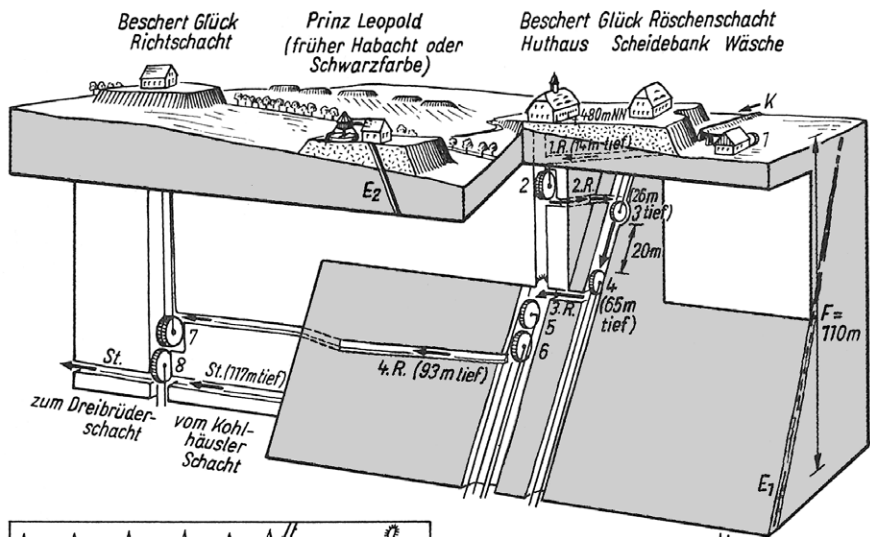 Beschert Glück
Richtschacht
Prinz Leopold
(früher Habacht oder
Schwarzfarbe)
Beschert Glück Röschenschacht
Huthaus Scheidebank Wäsche
480mNN
K
1
1.R.(14m tief)
E2
2
2.R.
(26m
3 tief)
20m
4
(65m
tief)
3.R.
5
6
F=
110m
7
8
St.
St.(117m tief)
4.R. (93m tief)
zum Dreibrüder-
schacht
vom Kohl-
häusler
Schacht
E1